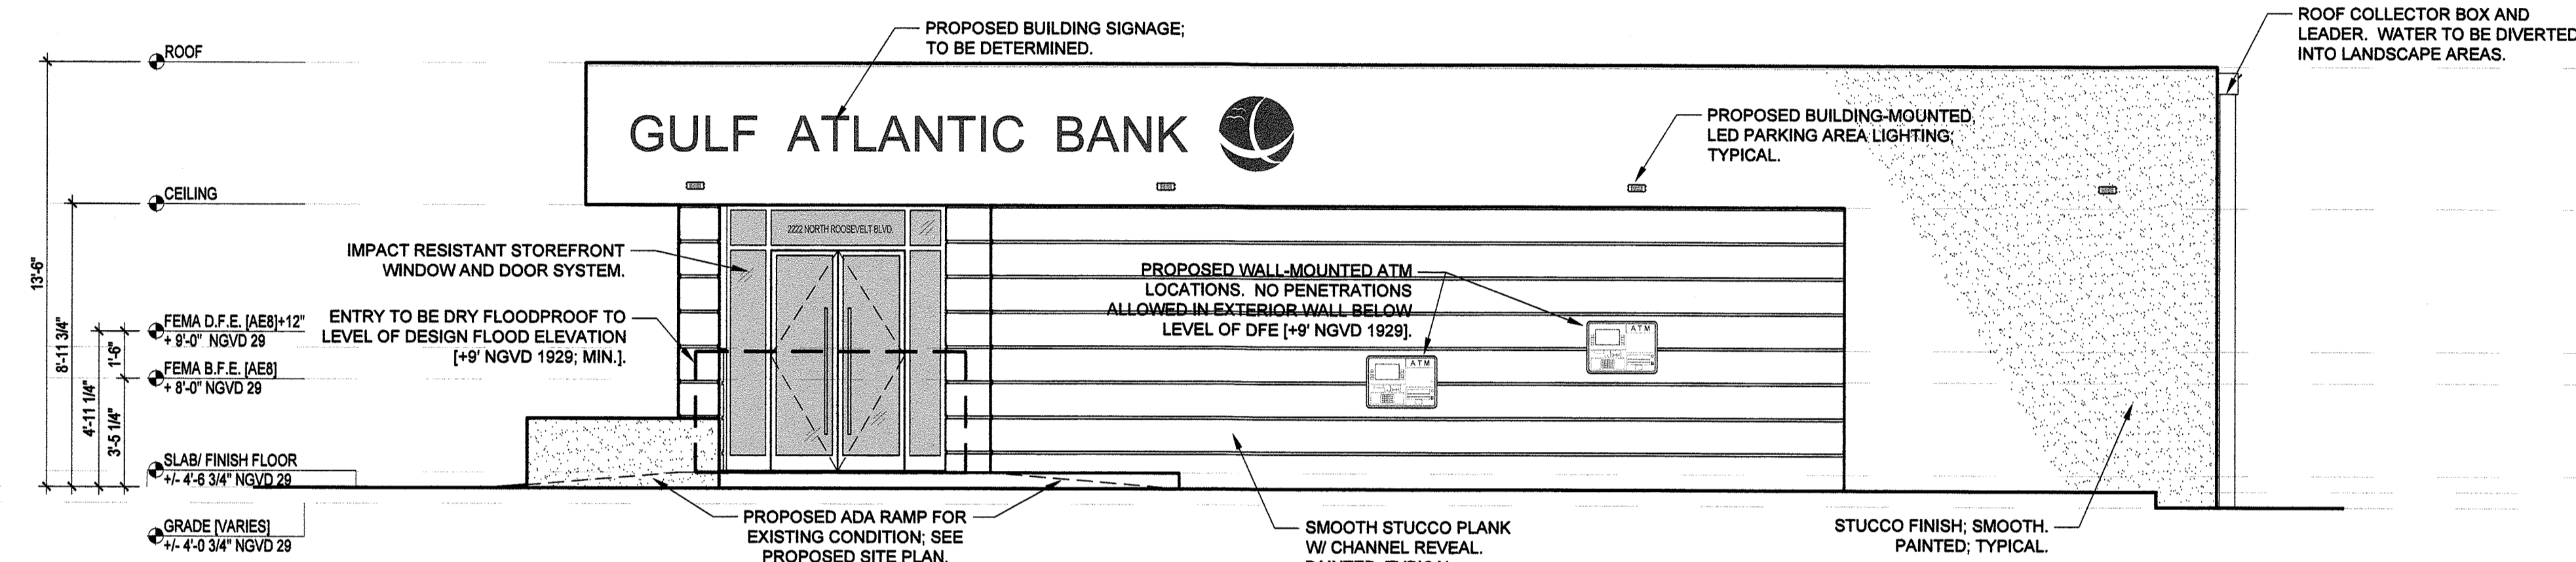 ROOF
PROPOSED BUILDING SIGNAGE;
TO BE DETERMINED.
ROOF COLLECTOR BOX AND
LEADER. WATER TO BE DIVERTED
INTO LANDSCAPE AREAS.
GULF ATLANTIC BANK
PROPOSED BUILDING-MOUNTED,
LED PARKING AREA LIGHTING;
TYPICAL.
CEILING
2222 NORTH ROOSEVELT BLVD.
IMPACT RESISTANT STOREFRONT
WINDOW AND DOOR SYSTEM.
PROPOSED WALL-MOUNTED ATM
LOCATIONS. NO PENETRATIONS
ALLOWED IN EXTERIOR WALL BELOW
LEVEL OF DFE [+9' NGVD 1929].
ATM
ATM
13'-6"
8'-11 3/4"
4'-11 1/4"
3'-5 1/4"
1'-6"
FEMA D.F.E. [AE8]+12"
+ 9'-0" NGVD 29
ENTRY TO BE DRY FLOODPROOF TO
LEVEL OF DESIGN FLOOD ELEVATION
[+9' NGVD 1929; MIN.].
FEMA B.F.E. [AE8]
+ 8'-0" NGVD 29
SLAB/ FINISH FLOOR
+/- 4'-6 3/4" NGVD 29
GRADE [VARIES]
+/- 4'-0 3/4" NGVD 29
PROPOSED ADA RAMP FOR
EXISTING CONDITION; SEE
PROPOSED SITE PLAN.
SMOOTH STUCCO PLANK
W/ CHANNEL REVEAL.
STUCCO FINISH; SMOOTH.
PAINTED; TYPICAL.